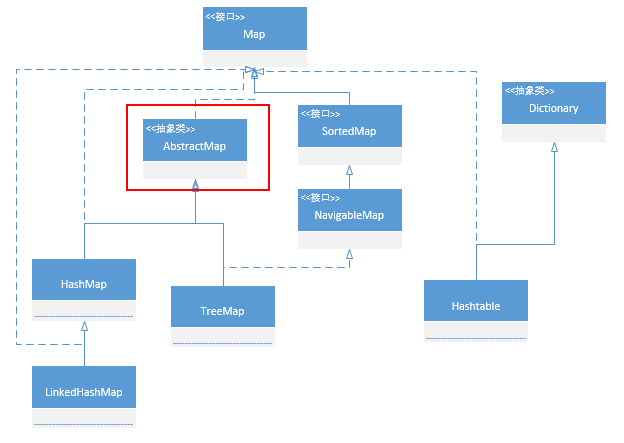 <<接口>>
Map
<<抽象类>>
Dictionary
<<接口>>
SortedMap
<<抽象类>>
AbstractMap
<<接口>>
NavigableMap
HashMap
TreeMap
Hashtable
LinkedHashMap